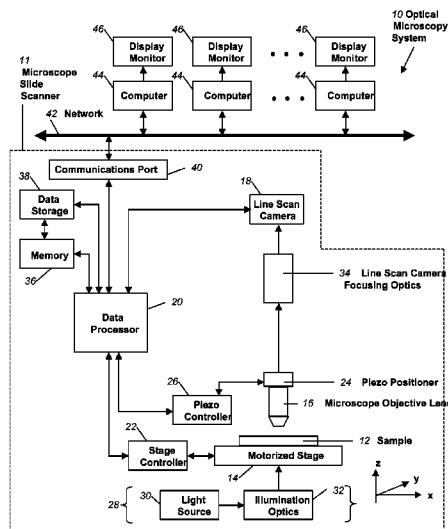 46 46 46 10 Optical
Microscopy
System
11 Display
Monitor Display
Monitor • • • Display
Monitor
Microscope
Slide
Scanner
44 44 44
Computer Computer • • • Computer
42 Network
Communications Port
40
38
Data
Storage
18
Line Scan
Camera
Memory
36
34 Line Scan Camera
Focusing Optics
Data
Processor
20
26
Piezo
Controller
24 Piezo Positioner
16 Microscope Objective Lens
22
Stage
Controller
12 Sample
Motorized Stage
14
z
y
x
28
30
Light
Source
Illumination
Optics
32